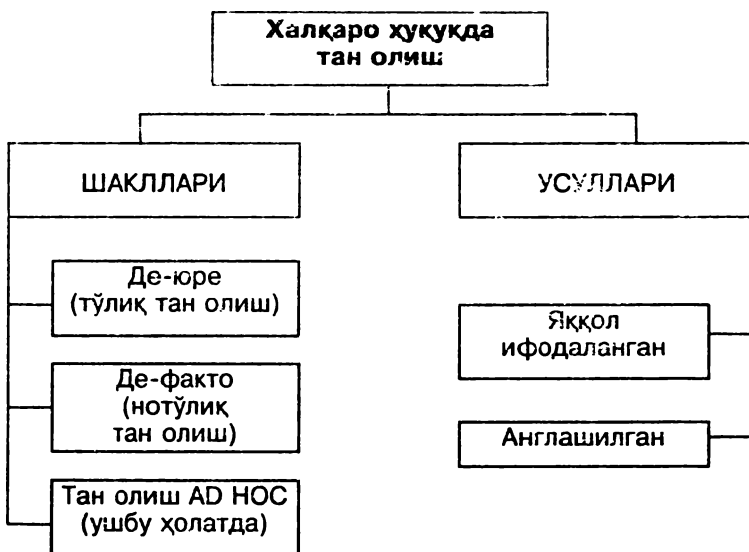 Халқаро ҳуқуқда
тан олиш
ШАКЛЛАРИ
УСУЛЛАРИ
Де-юре
(тўлиқ тан олиш)
Яққол
ифодаланган
Де-факто
(нотўлиқ
тан олиш)
Англашилган
Тан олиш AD HOC
(ушбу ҳолатда)